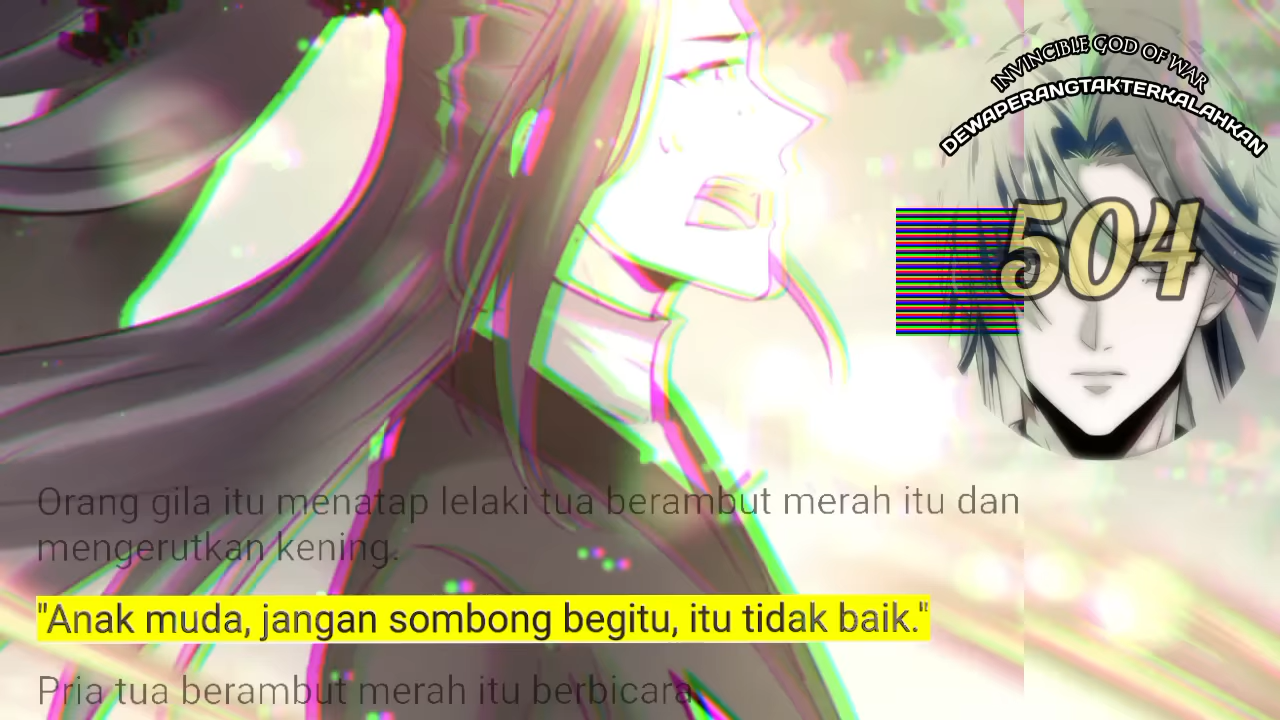 INVINCIBLE GOD OF WAR
DEWAPERANGTAKTERKALAHKAN
504
Orang gila itu menatap lelaki tua berambut merah itu dan
mengerutkan kening.
"Anak muda, jangan sombong begitu, itu tidak baik."
Pria tua berambut merah itu berbicara